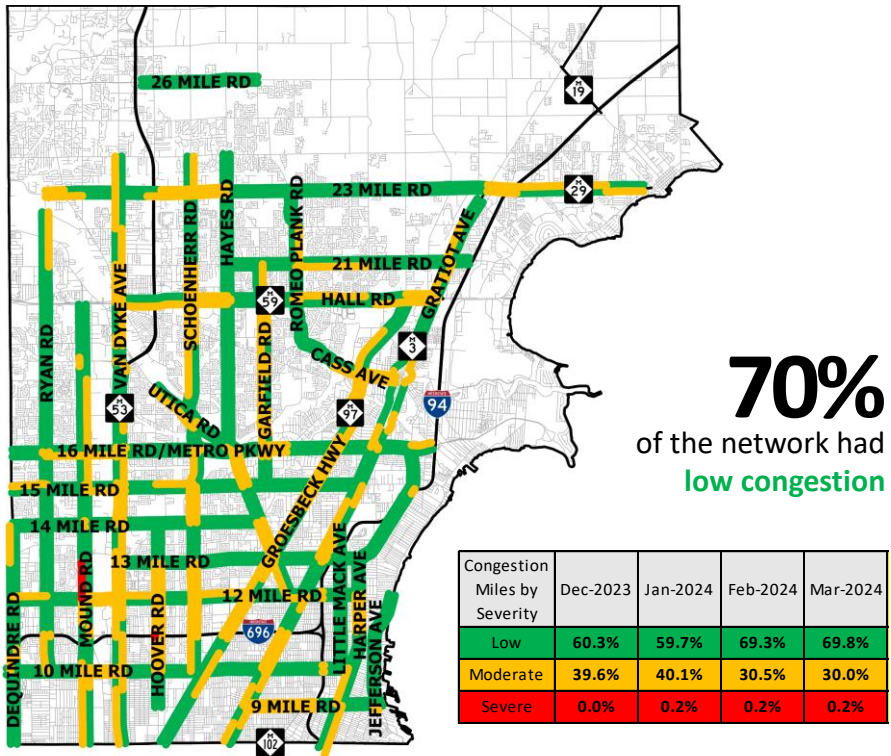 M
19
26 MILE RD
23 MILE RD
M
29
HAYES RD
ROMEO PLANK RD
SCHOENHERR RD
VAN DYKE AVE
RYAN RD
21 MILE RD
GRATIOT AVE
M
59
HALL RD
GARFIELD RD
M
3
CASS AVE
UTICA RD
M
53
M
97
INTERSTATE
94
16 MILE RD/METRO PKWY
15 MILE RD
14 MILE RD
13 MILE RD
12 MILE RD
GROESBECK HWY
MOUND RD
HOOVER RD
DEQUINDRE RD
LITTLE MACK AVE
HARPER AVE
JEFFERSON AVE
INTERSTATE
696
10 MILE RD
9 MILE RD
M
102
70%
of the network had
low congestion
Congestion
Miles by
Severity
Dec-2023 Jan-2024 Feb-2024 Mar-2024
Low 60.3% 59.7% 69.3% 69.8%
Moderate 39.6% 40.1% 30.5% 30.0%
Severe 0.0% 0.2% 0.2% 0.2%